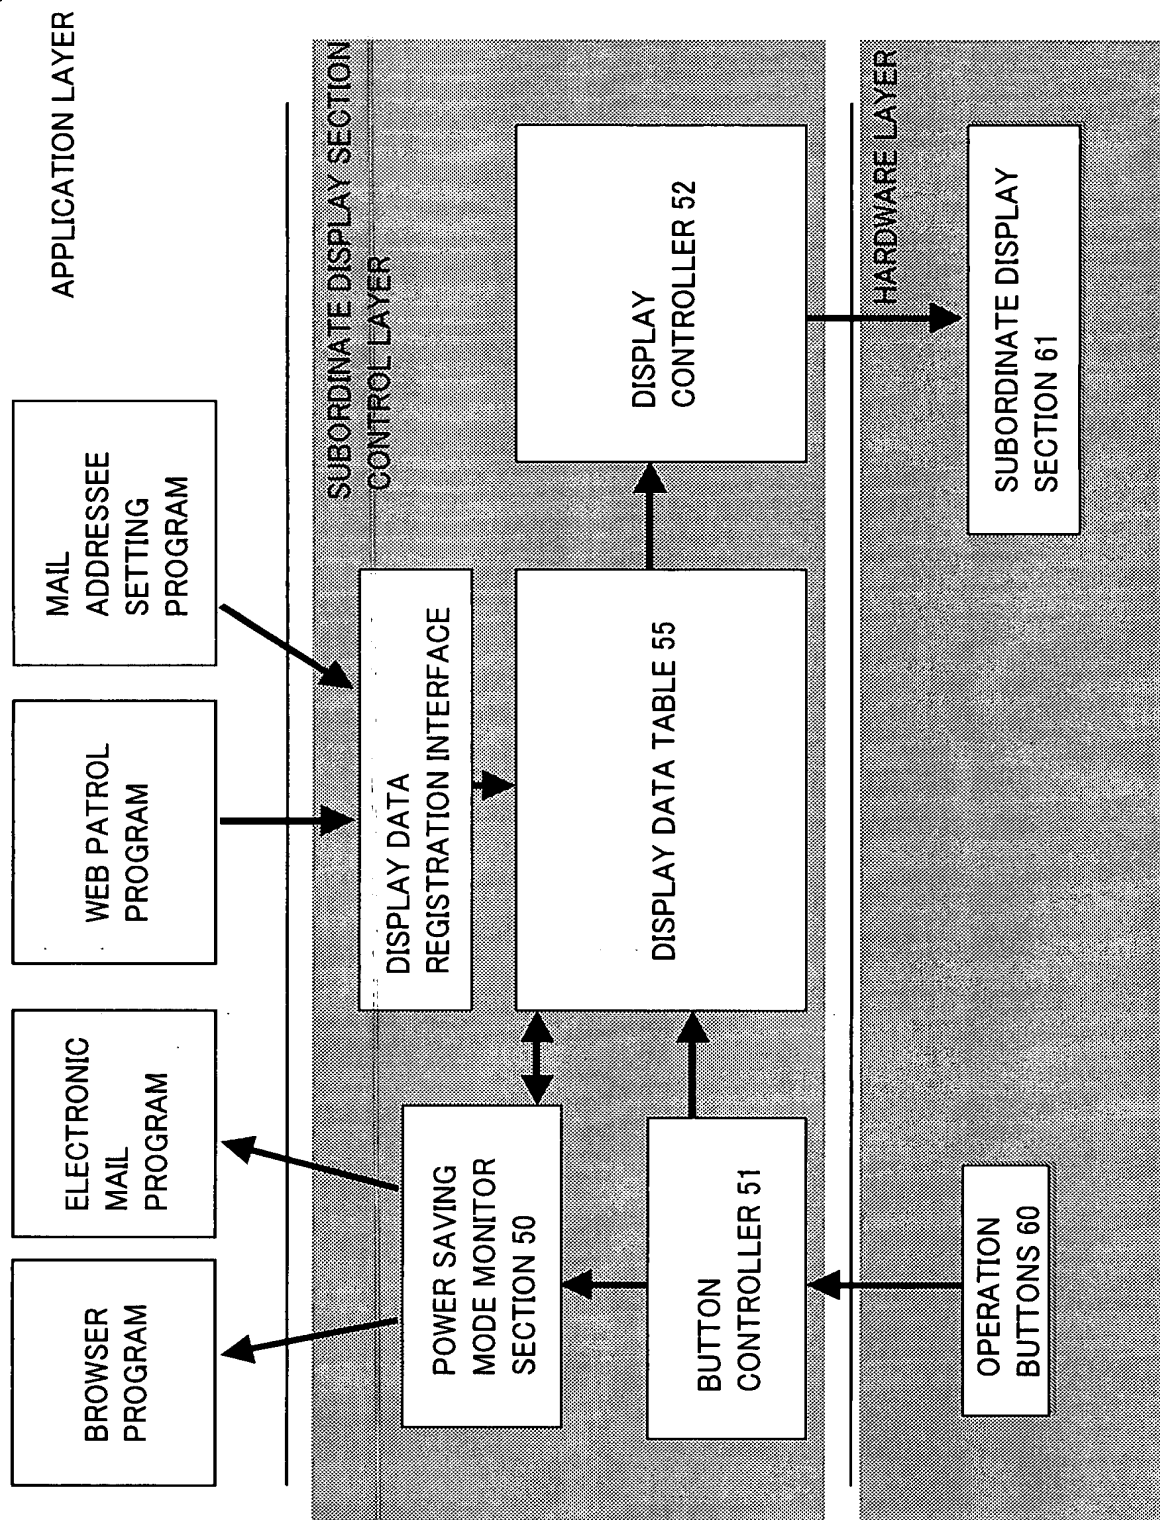 APPLICATION LAYER
BROWSER
PROGRAM
ELECTRONIC
MAIL
PROGRAM
WEB PATROL
PROGRAM
MAIL
ADDRESSEE
SETTING
PROGRAM
SUBORDINATE DISPLAY SECTION
CONTROL LAYER
DISPLAY DATA
REGISTRATION INTERFACE
POWER SAVING
MODE MONITOR
SECTION 50
DISPLAY DATA TABLE 55
DISPLAY
CONTROLLER 52
BUTTON
CONTROLLER 51
HARDWARE LAYER
OPERATION
BUTTONS 60
SUBORDINATE DISPLAY
SECTION 61